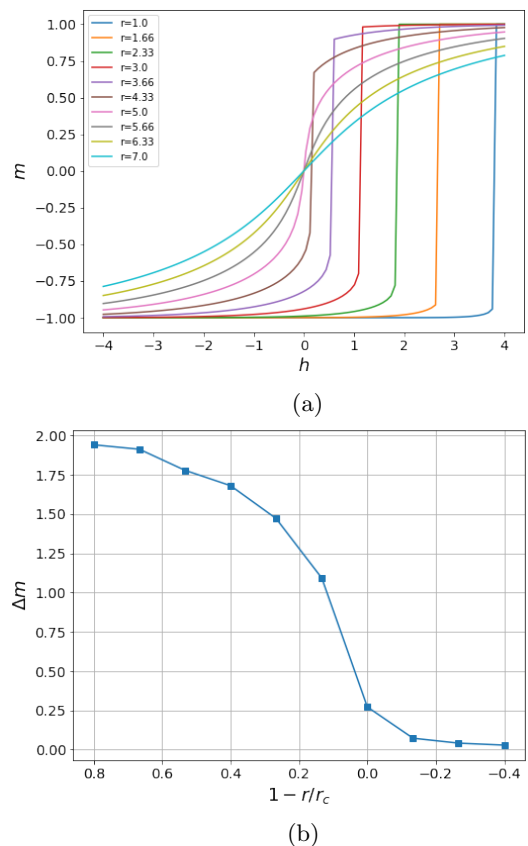 1.00
0.75
0.50
0.25
0.00
−0.25
−0.50
−0.75
−1.00
m
r=1.0
r=1.66
r=2.33
r=3.0
r=3.66
r=4.33
r=5.0
r=5.66
r=6.33
r=7.0
−4 −3 −2 −1 0 1 2 3 4
h
(a)
2.00
1.75
1.50
1.25
1.00
0.75
0.50
0.25
0.00
Δm
0.8 0.6 0.4 0.2 0.0 −0.2 −0.4
1 − r/r_c
(b)